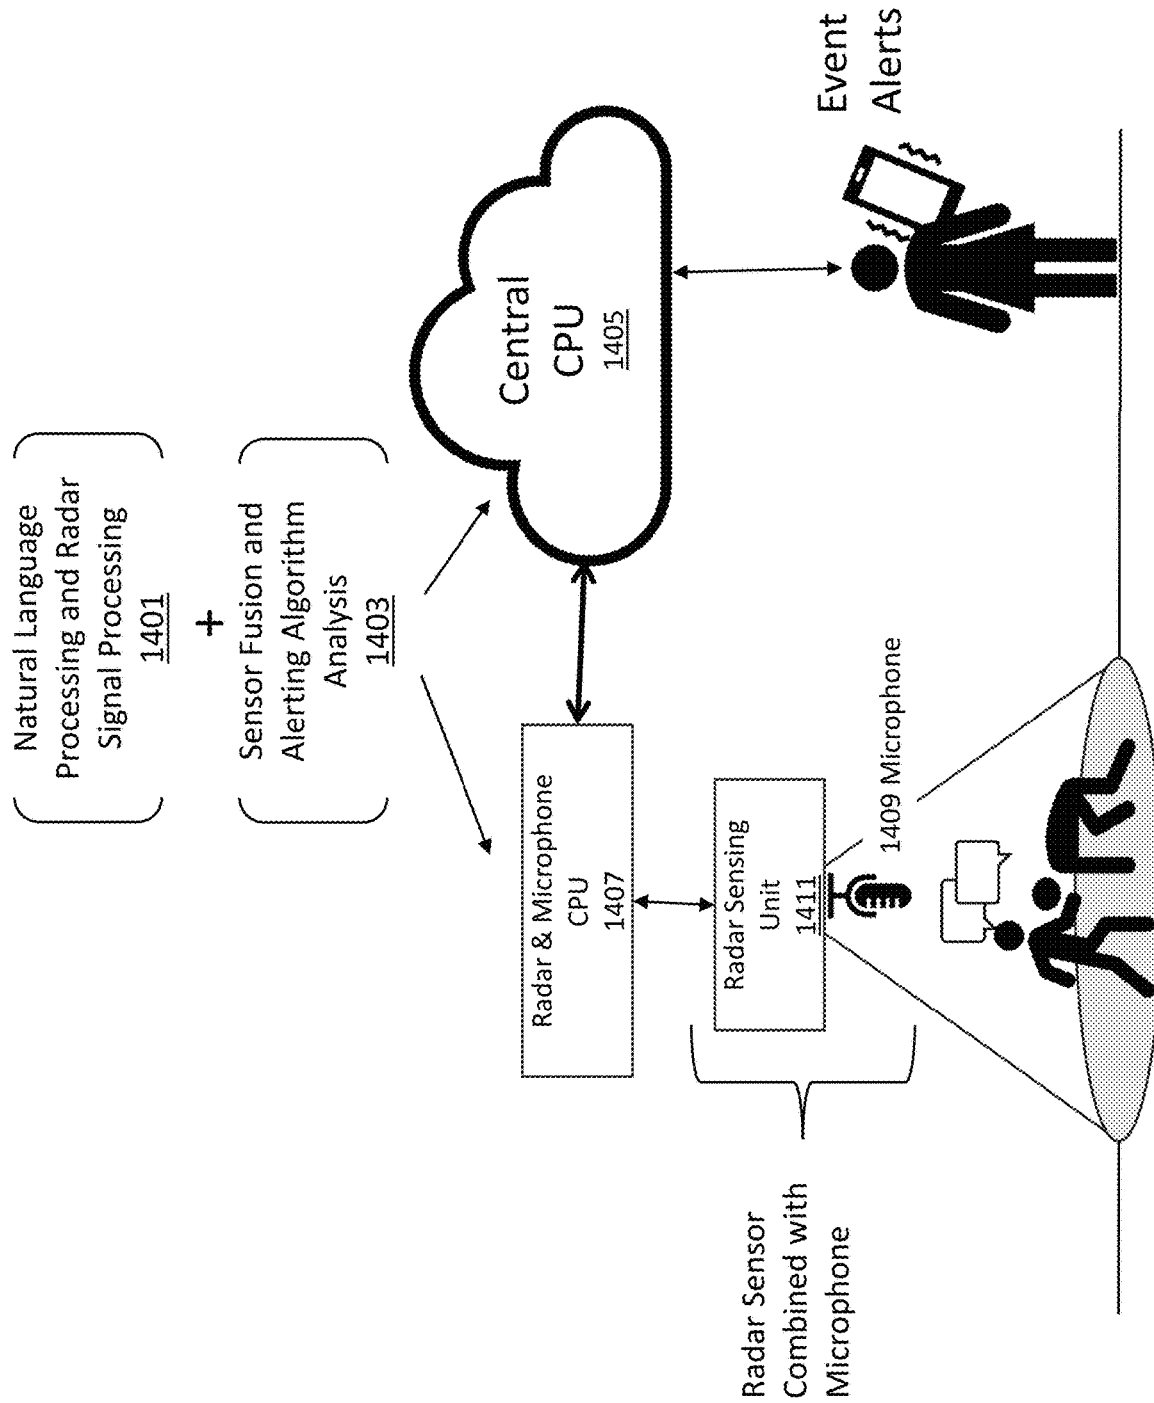 Natural Language
Processing and Radar
Signal Processing
1401
+
Sensor Fusion and
Alerting Algorithm
Analysis
1403
Radar & Microphone
CPU
1407
Central
CPU
1405
Radar Sensing
Unit
1411
1409 Microphone
Radar Sensor
Combined with
Microphone
Event
Alerts